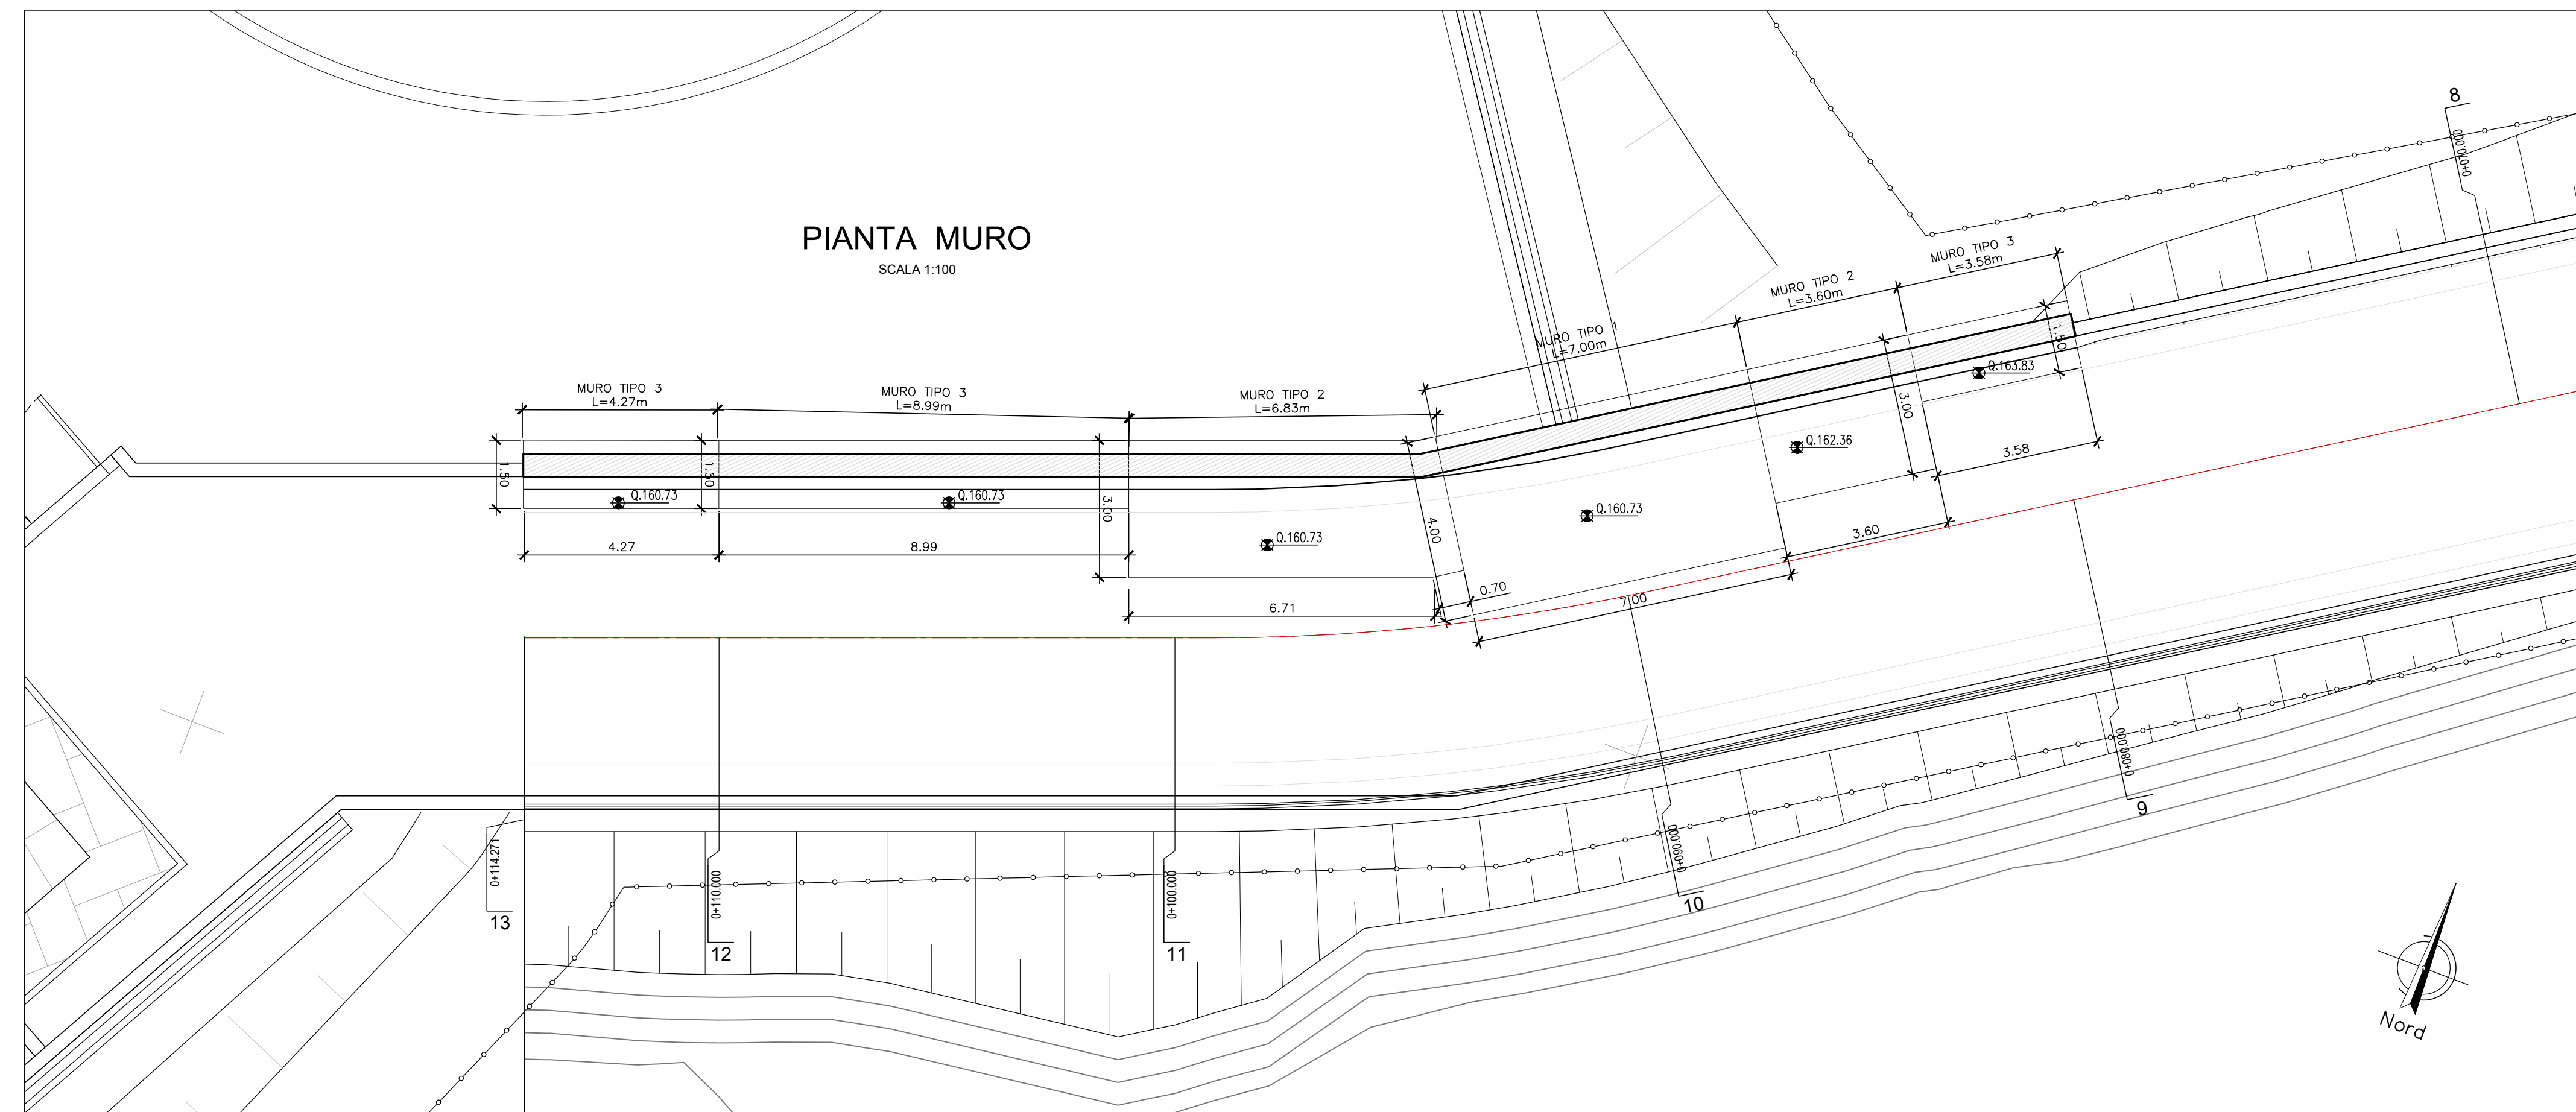 PIANTA MURO
SCALA 1:100
8
0+070.000
MURO TIPO 3
L=3.58m
MURO TIPO 2
L=3.60m
MURO TIPO 1
L=7.00m
MURO TIPO 3
L=4.27m
MURO TIPO 3
L=8.99m
MURO TIPO 2
L=6.83m
1.50
1.50
3.00
4.00
3.00
1.50
Q.160.73
Q.160.73
Q.160.73
Q.160.73
Q.162.36
Q.163.83
4.27
8.99
6.71
0.70
7.00
3.60
3.58
0+114.271
13
0+110.000
12
0+100.000
11
0+090.000
10
0+080.000
9
Nord